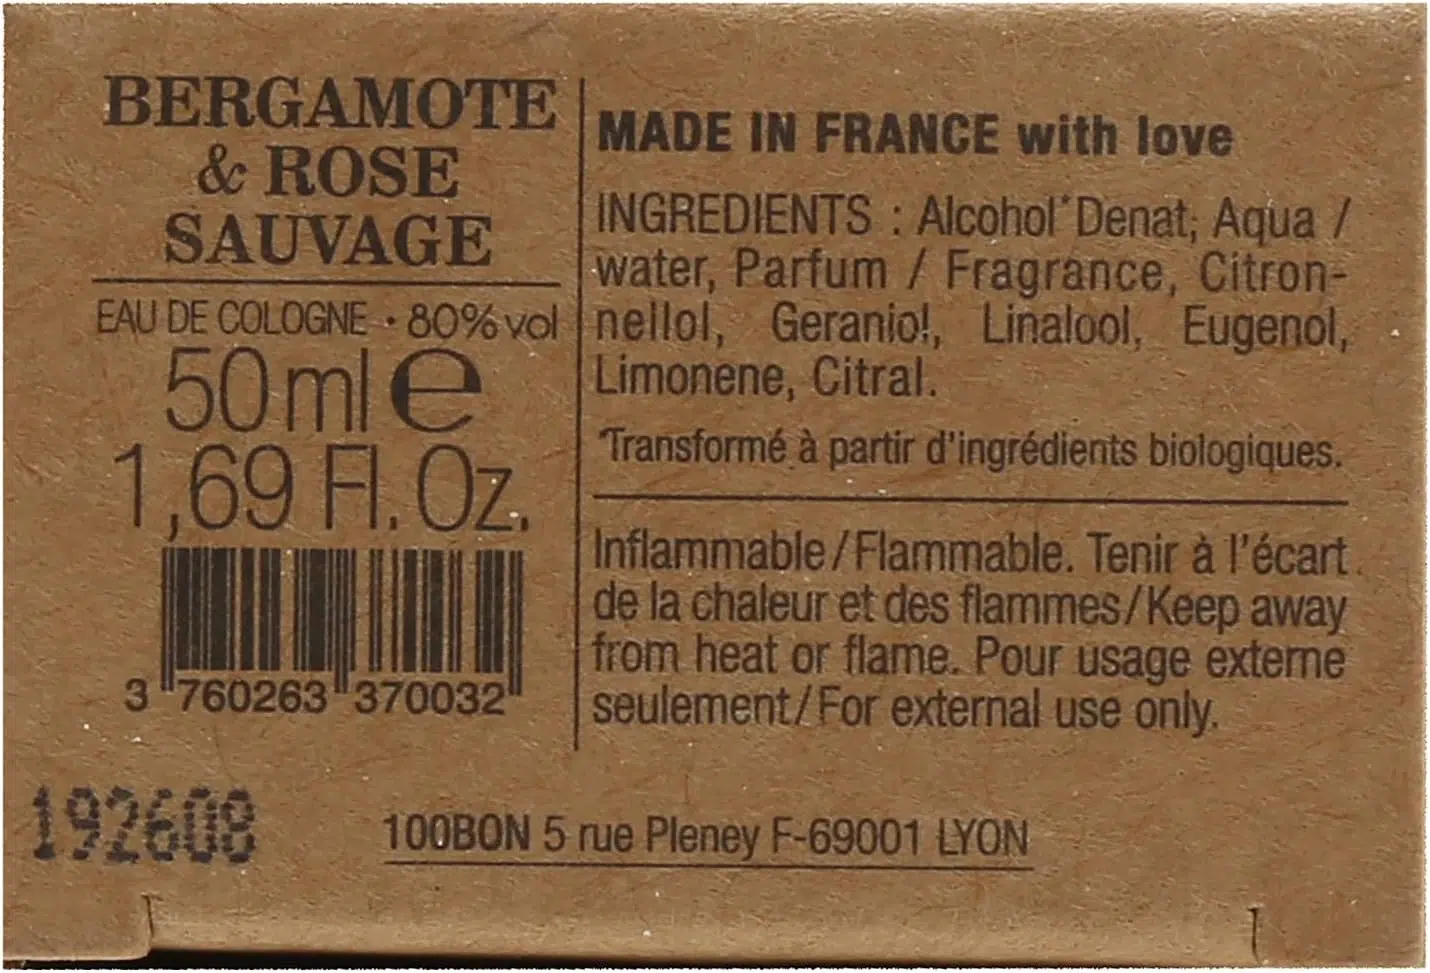 BERGAMOTE
& ROSE
SAUVAGE
EAU DE COLOGNE · 80% vol
50 ml ℮
1,69 Fl. Oz.
3 760263 370032
MADE IN FRANCE with love
INGREDIENTS : Alcohol* Denat, Aqua /
water, Parfum / Fragrance, Citron-
nellol, Geraniol, Linalool, Eugenol,
Limonene, Citral.
*Transformé à partir d'ingrédients biologiques.
Inflammable/Flammable. Tenir à l'écart
de la chaleur et des flammes/Keep away
from heat or flame. Pour usage externe
seulement/For external use only.
192608
100BON 5 rue Pleney F-69001 LYON